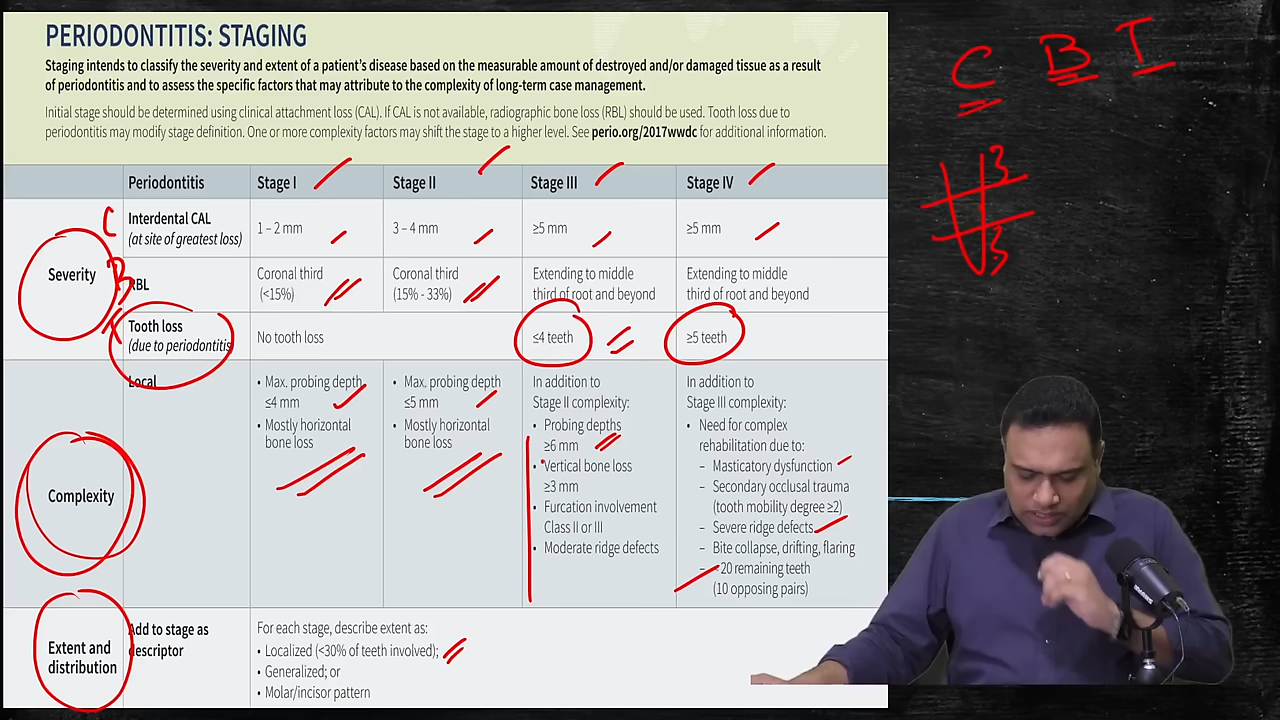 PERIODONTITIS: STAGING
Staging intends to classify the severity and extent of a patient's disease based on the measurable amount of destroyed and/or damaged tissue as a result
of periodontitis and to assess the specific factors that may attribute to the complexity of long-term case management.
Initial stage should be determined using clinical attachment loss (CAL). If CAL is not available, radiographic bone loss (RBL) should be used. Tooth loss due to
periodontitis may modify stage definition. One or more complexity factors may shift the stage to a higher level. See perio.org/2017wwdc for additional information.
Periodontitis Stage I Stage II Stage III Stage IV
Severity
Interdental CAL
(at site of greatest loss)
1 – 2 mm 3 – 4 mm ≥5 mm ≥5 mm
RBL
Coronal third
(<15%)
Coronal third
(15% - 33%)
Extending to middle
third of root and beyond
Extending to middle
third of root and beyond
Tooth loss
(due to periodontitis
No tooth loss ≤4 teeth ≥5 teeth
Complexity
Local
• Max. probing depth
≤4 mm
• Mostly horizontal
bone loss
• Max. probing depth
≤5 mm
• Mostly horizontal
bone loss
In addition to
Stage II complexity:
• Probing depths
≥6 mm
• Vertical bone loss
≥3 mm
• Furcation involvement
Class II or III
• Moderate ridge defects
In addition to
Stage III complexity:
• Need for complex
rehabilitation due to:
– Masticatory dysfunction
– Secondary occlusal trauma
(tooth mobility degree ≥2)
– Severe ridge defects
– Bite collapse, drifting, flaring
20 remaining teeth
(10 opposing pairs)
Extent and
distribution
Add to stage as
descriptor
For each stage, describe extent as:
• Localized (<30% of teeth involved);
• Generalized; or
• Molar/incisor pattern
C B I
3
3
C
B